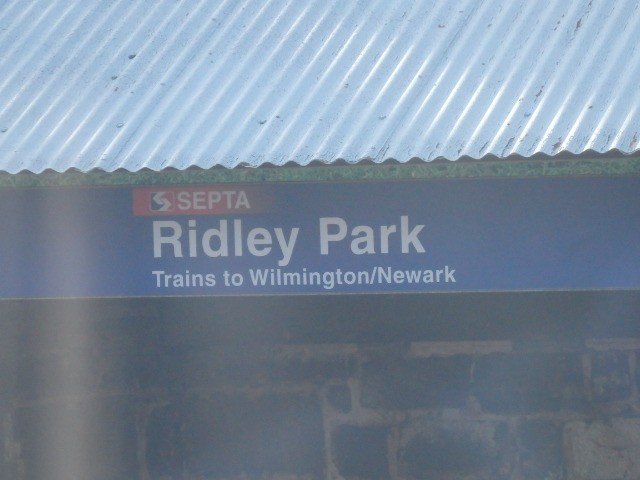 SEPTA
Ridley Park
Trains to Wilmington/Newark